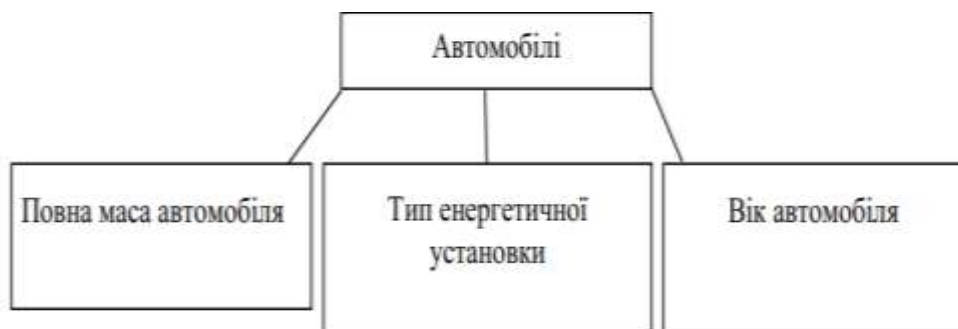 Автомобілі
Повна маса автомобіля
Тип енергетичної
установки
Вік автомобіля